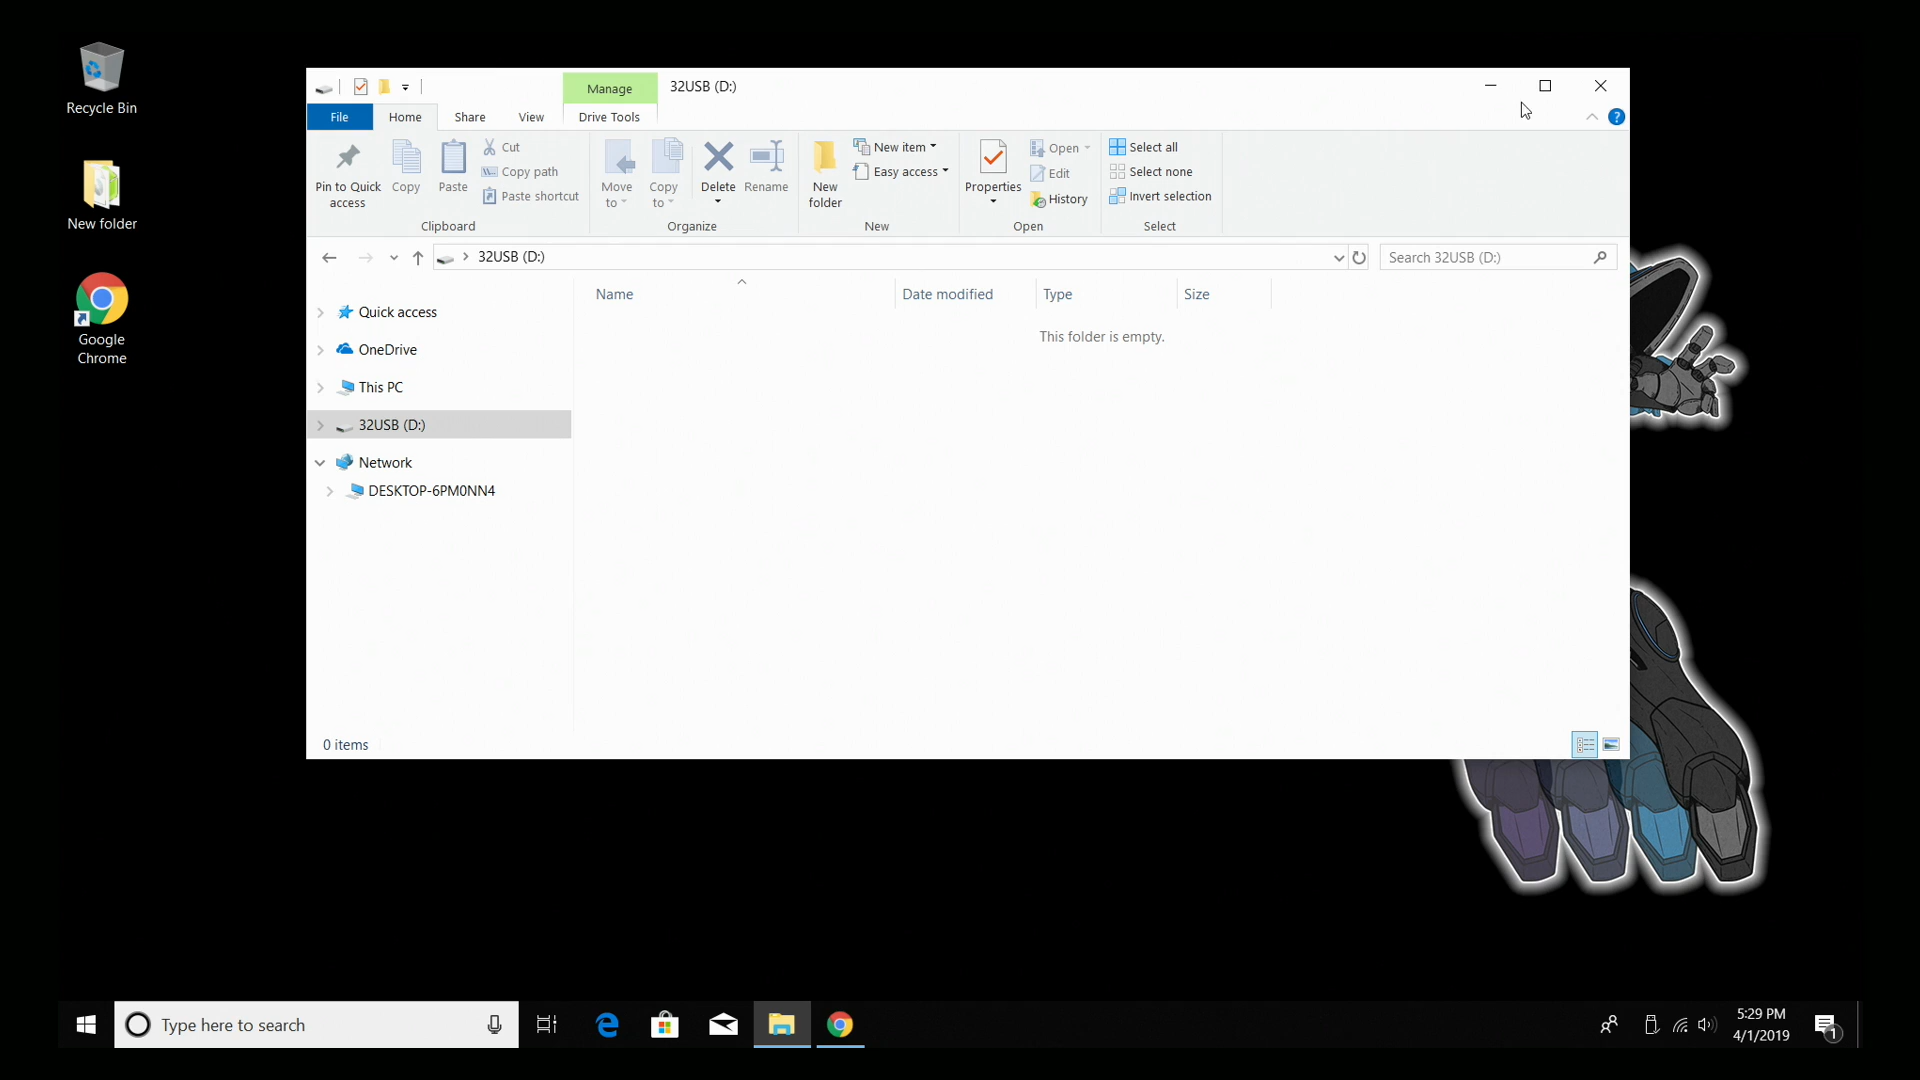 Recycle Bin
New folder
Google
Chrome
Manage
32USB (D:)
File
Home
Share
View
Drive Tools
Pin to Quick
access
Copy
Paste
Cut
Copy path
Paste shortcut
Clipboard
Move
to
Copy
to
Delete
Rename
Organize
New
folder
New item
Easy access
New
Properties
Open
Edit
History
Open
Select all
Select none
Invert selection
Select
32USB (D:)
Search 32USB (D:)
Name
Date modified
Type
Size
This folder is empty.
Quick access
OneDrive
This PC
32USB (D:)
Network
DESKTOP-6PM0NN4
0 items
Type here to search
5:29 PM
4/1/2019
1